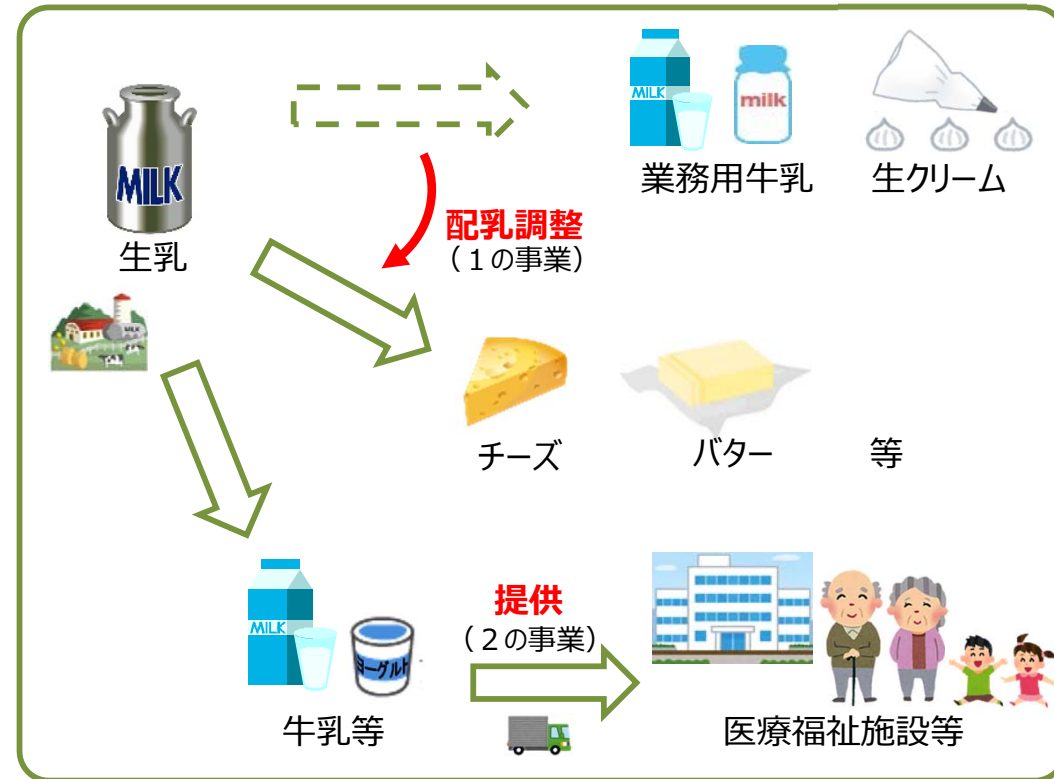 MILK
milk
MILK
業務用牛乳
生クリーム
配乳調整
（１の事業）
生乳
MILK
チーズ
バター
等
MILK
ヨーグルト
提供
（２の事業）
牛乳等
医療福祉施設等